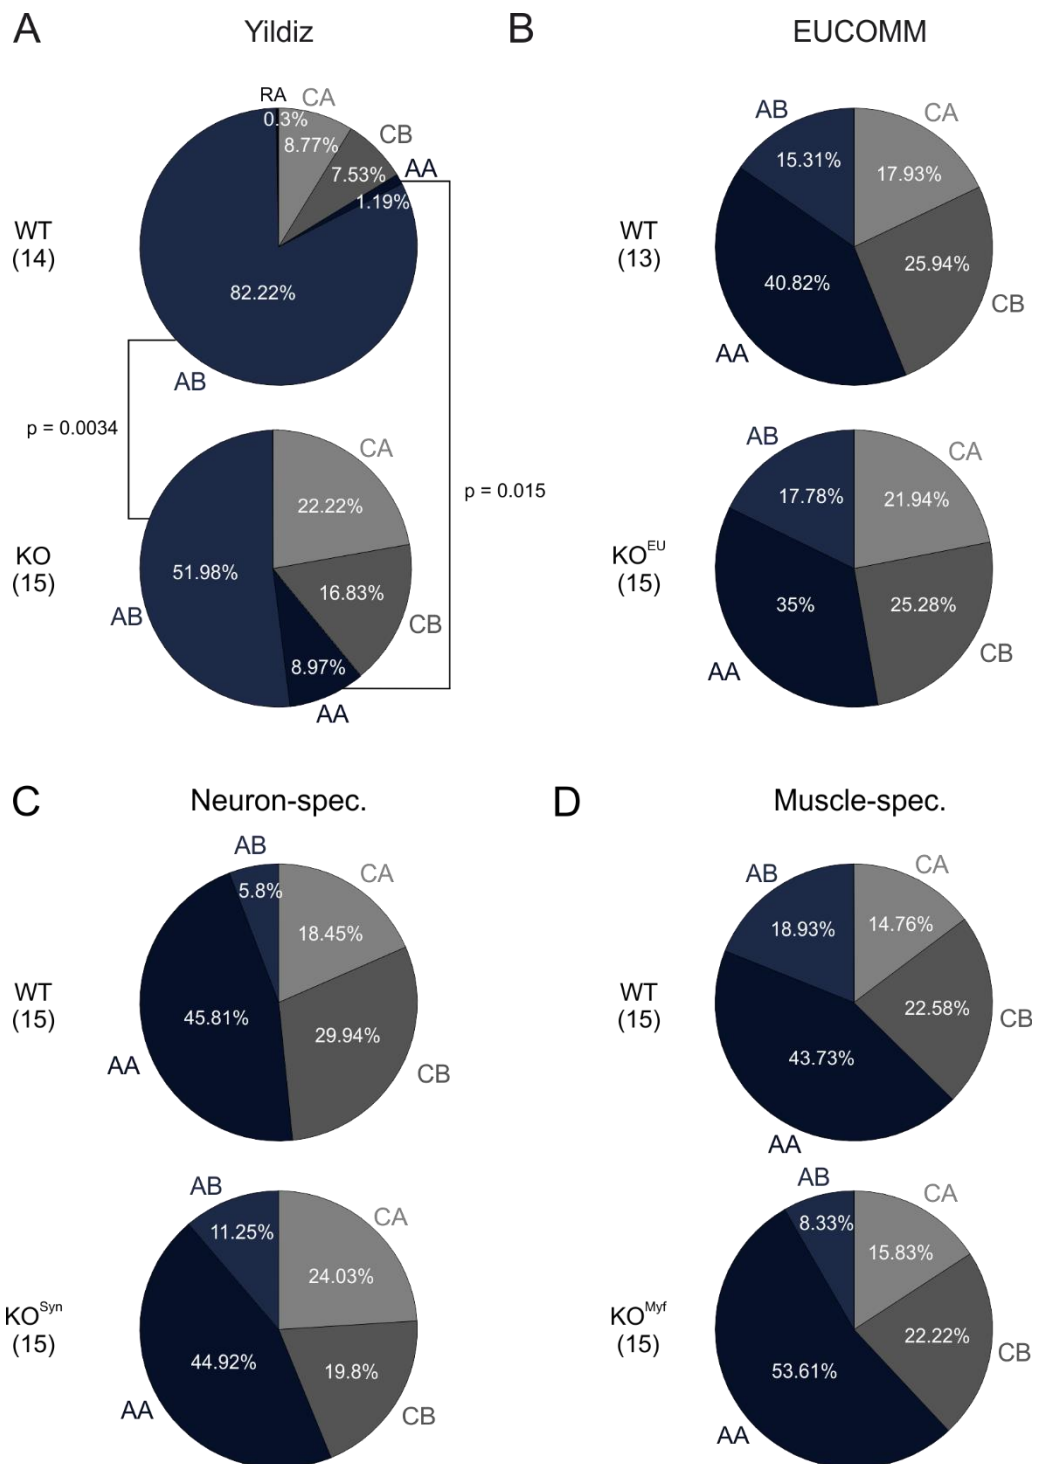 A
Yildiz
RA
CA
0.3%
8.77%
CB
7.53%
AA
1.19%
WT
(14)
82.22%
AB
p = 0.0034
p = 0.015
CA
22.22%
KO
(15)
51.98%
16.83%
AB
CB
8.97%
AA
B
EUCOMM
AB
CA
15.31%
17.93%
WT
(13)
40.82%
25.94%
CB
AA
AB
CA
17.78%
21.94%
KO^EU
(15)
35%
25.28%
CB
AA
C
Neuron-spec.
AB
CA
5.8%
18.45%
WT
(15)
45.81%
29.94%
AA
CB
AB
CA
11.25%
24.03%
KO^Syn
(15)
44.92%
19.8%
AA
CB
D
Muscle-spec.
AB
CA
18.93%
14.76%
WT
(15)
22.58%
CB
43.73%
AA
AB
CA
8.33%
15.83%
KO^Myf
(15)
22.22%
CB
53.61%
AA